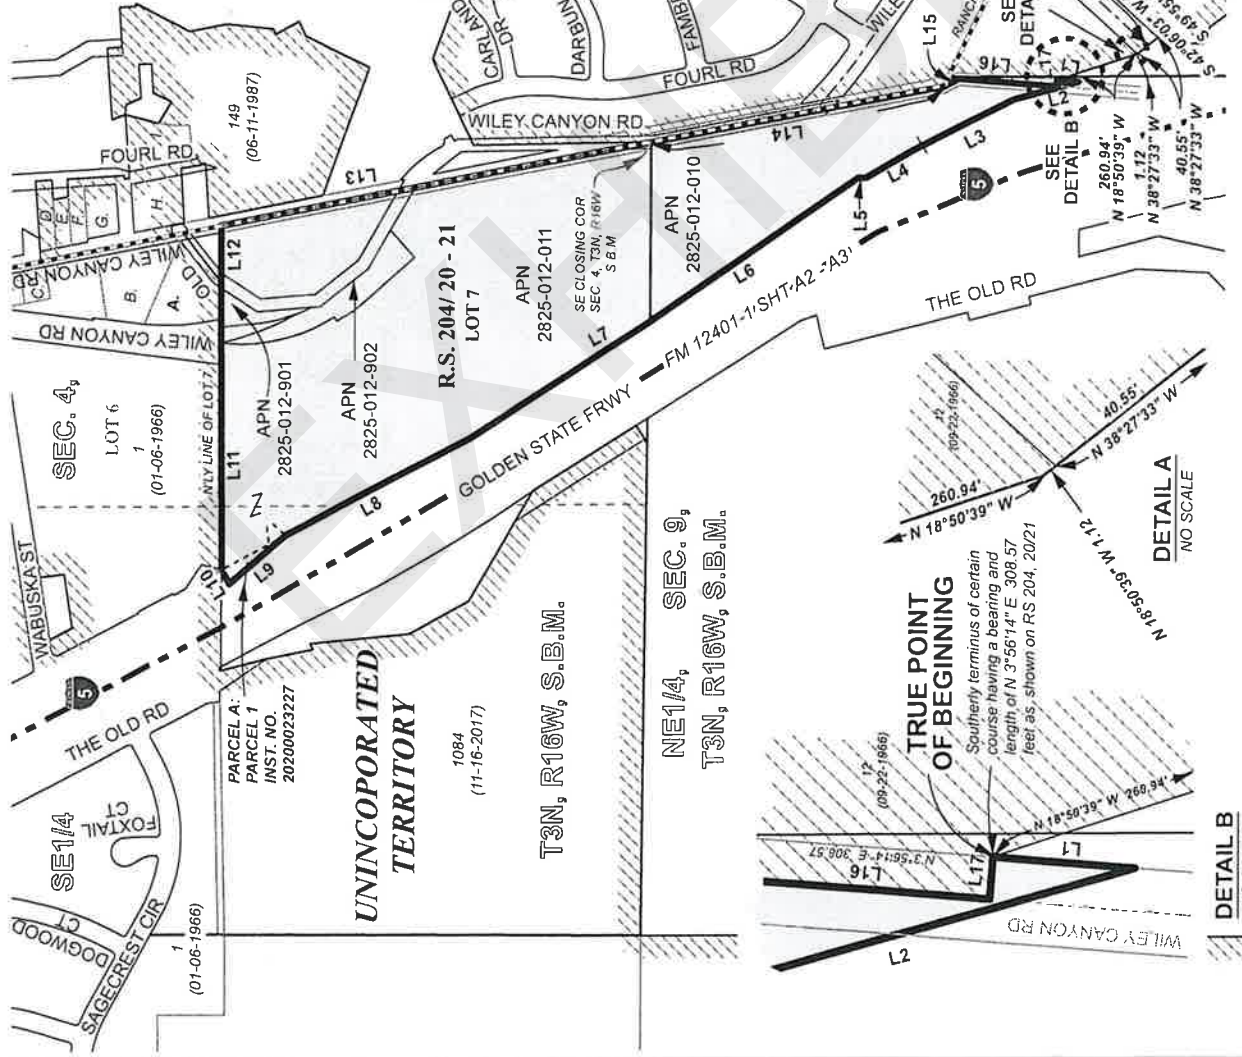 149
(06-11-1987)
FOURL RD
CARLAND
DR
DARBUN
FOURL RD
WILEY CANYON RD
L15
L16
L13
L14
D.
E.
F.
G.
H.
I.
B.
A.
WILEY CANYON RD
OLD
WILEY CANYON RD
L12
SEC. 4,
LOT 6
1
(01-06-1966)
N'LY LINE OF LOT 7
L11
APN
2825-012-901
APN
2825-012-902
R.S. 204/ 20 - 21
LOT 7
APN
2825-012-011
SE CLOSING COR
SEC. 4, T3N, R16W
S.B.M
APN
2825-012-010
L2
L3
L4
L5
L6
L7
L8
L9
L10
SEE
DETAIL B
260.94'
N 18°50'39" W
1.12
N 38°27'33" W
40.55'
N 38°27'33" W
5
FM 12401-1
SHT-A2 - A3
THE OLD RD
GOLDEN STATE FRWY
WABUSKA ST
5
THE OLD RD
PARCEL A:
PARCEL 1
INST. NO.
20200023227
UNINCOPORATED
TERRITORY
1084
(11-16-2017)
T3N, R16W, S.B.M.
NE1/4, SEC. 9,
T3N, R16W, S.B.M.
SE1/4
FOXTAIL
CT
DOGWOOD
CT
SAGECREST CIR
1
(01-06-1966)
12
(09-22-1966)
260.94'
N 18°50'39" W
40.55'
N 38°27'33" W
N 18°50'39" W 1.12
DETAIL A
NO SCALE
TRUE POINT
OF BEGINNING
Southerly terminus of certain
course having a bearing and
length of N 3°56'14" E 308.57
feet as shown on RS 204, 20/21
12
(09-22-1966)
N 18°50'39" W 260.94'
N 3°56'14" E 308.57
L16
L17
L1
L2
WILEY CANYON RD
DETAIL B
EXHIB